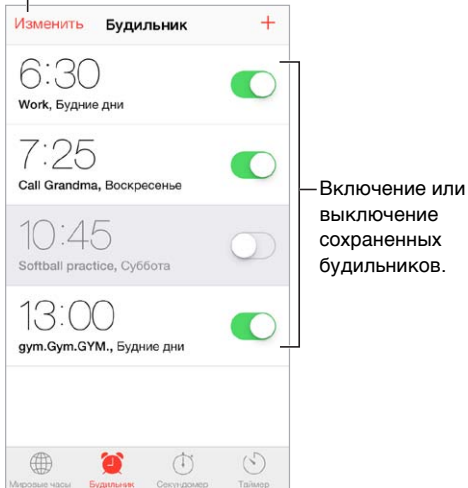 Изменить Будильник +
6:30
Work, Будние дни
7:25
Call Grandma, Воскресенье
10:45
Softball practice, Суббота
13:00
gym.Gym.GYM., Будние дни
Включение или
выключение
сохраненных
будильников.
Мировые часы Будильник Секундомер Таймер